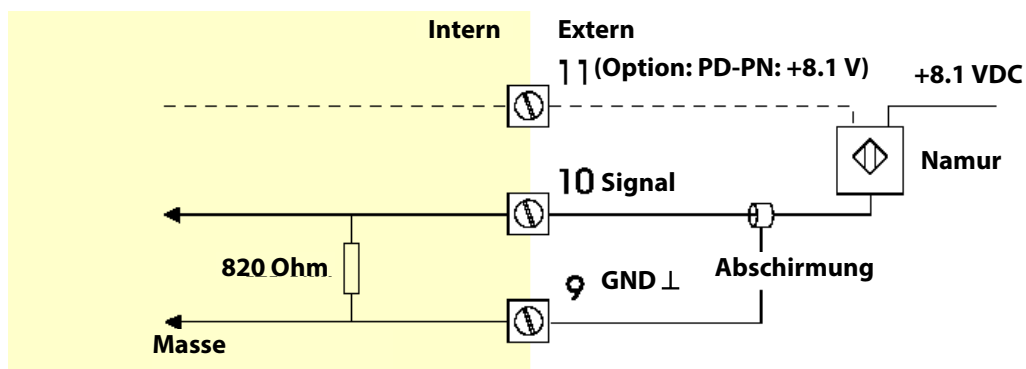 Intern Extern
11 (Option: PD-PN: +8.1 V)
+8.1 VDC
Namur
10 Signal
820 Ohm
Abschirmung
9 GND ⊥
Masse